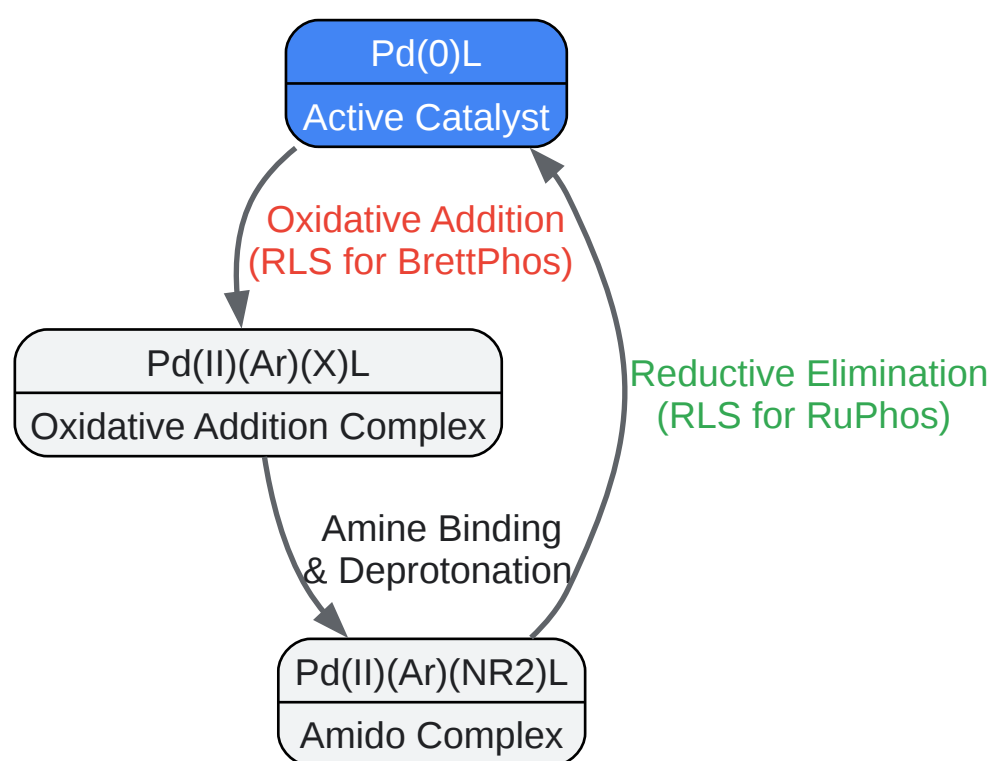 Pd(0)L
Active Catalyst
Oxidative Addition
(RLS for BrettPhos)
Pd(II)(Ar)(X)L
Oxidative Addition Complex
Reductive Elimination
(RLS for RuPhos)
Amine Binding
& Deprotonation
Pd(II)(Ar)(NR2)L
Amido Complex